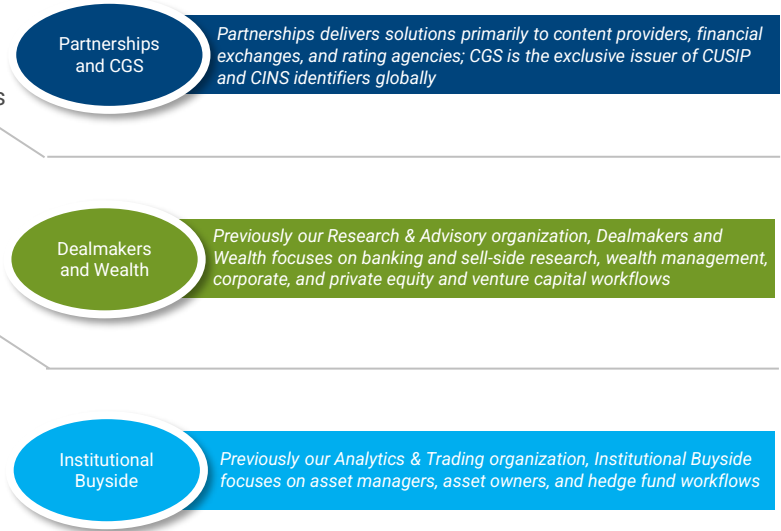 Partnerships
and CGS
Partnerships delivers solutions primarily to content providers, financial
exchanges, and rating agencies; CGS is the exclusive issuer of CUSIP
and CINS identifiers globally
s
Dealmakers
and Wealth
Previously our Research & Advisory organization, Dealmakers and
Wealth focuses on banking and sell-side research, wealth management,
corporate, and private equity and venture capital workflows
Institutional
Buyside
Previously our Analytics & Trading organization, Institutional Buyside
focuses on asset managers, asset owners, and hedge fund workflows